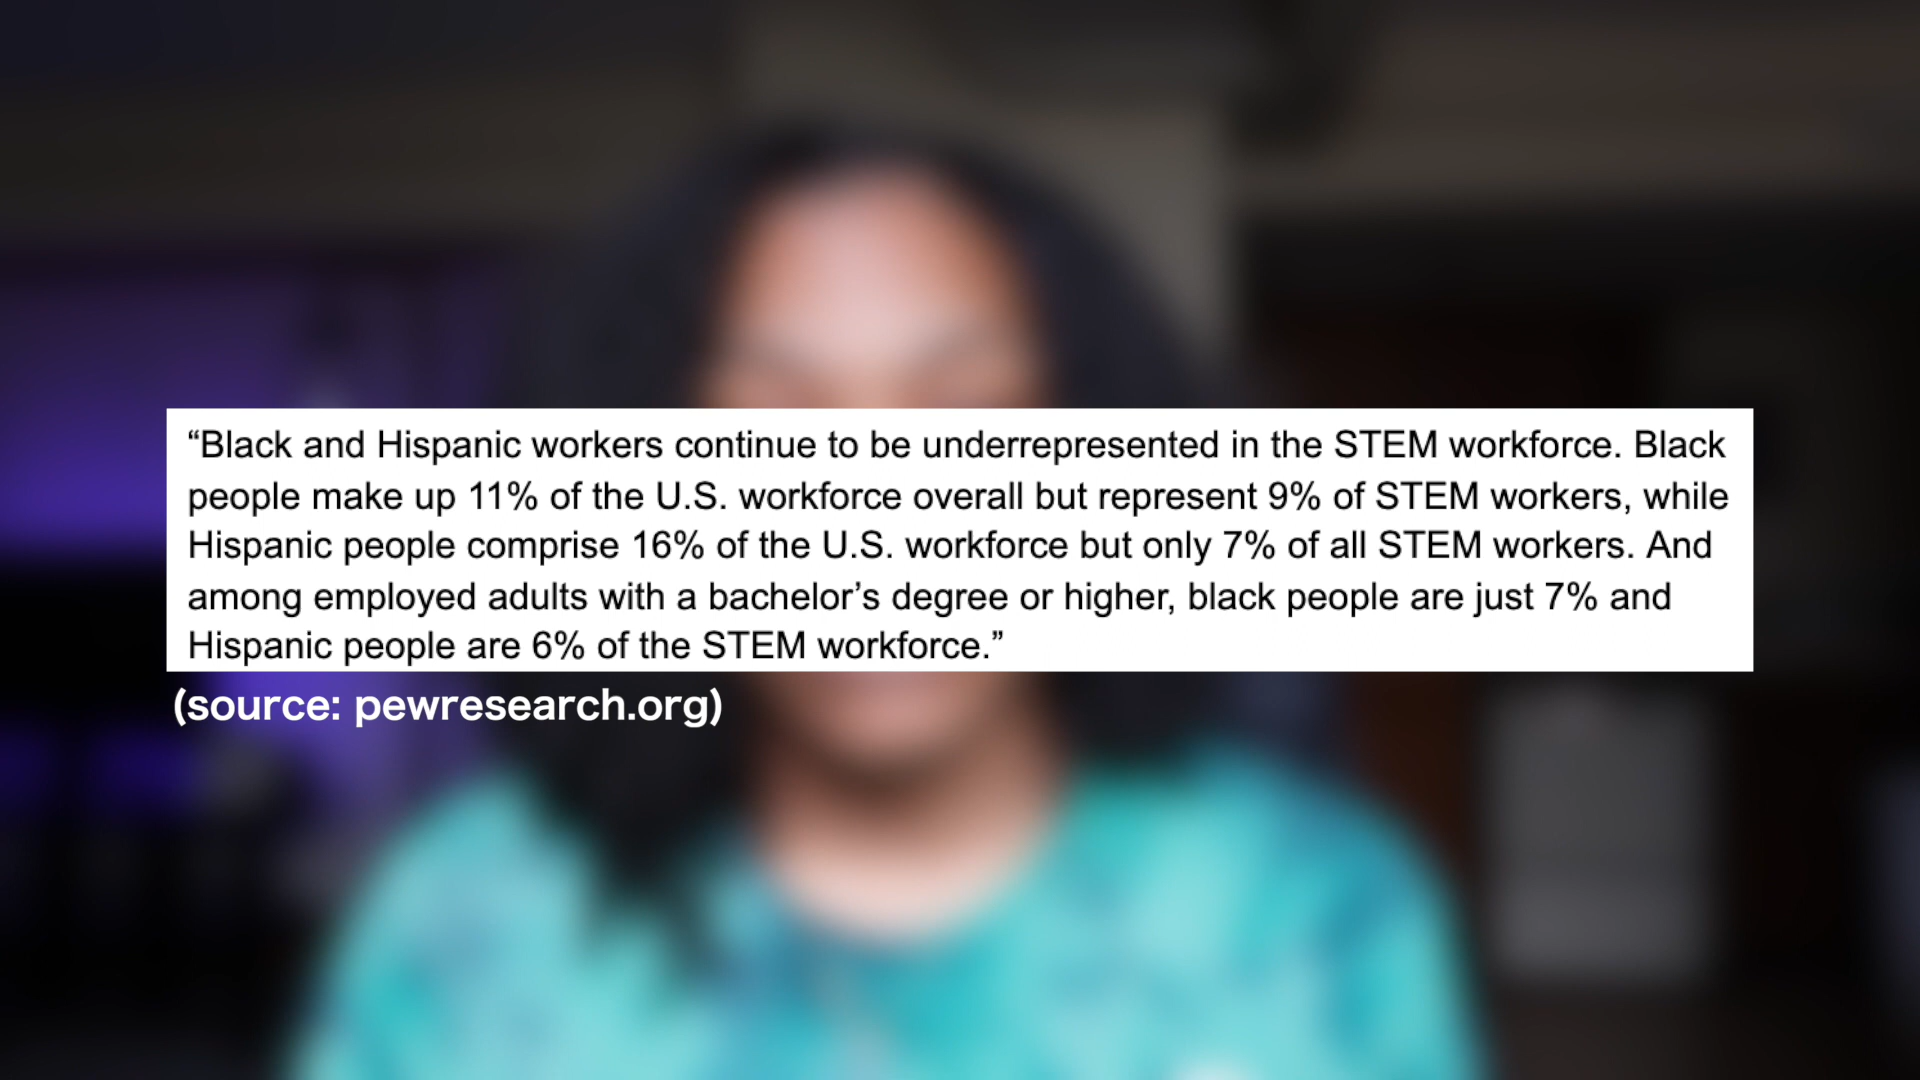 “Black and Hispanic workers continue to be underrepresented in the STEM workforce. Black
people make up 11% of the U.S. workforce overall but represent 9% of STEM workers, while
Hispanic people comprise 16% of the U.S. workforce but only 7% of all STEM workers. And
among employed adults with a bachelor’s degree or higher, black people are just 7% and
Hispanic people are 6% of the STEM workforce.”
(source: pewresearch.org)